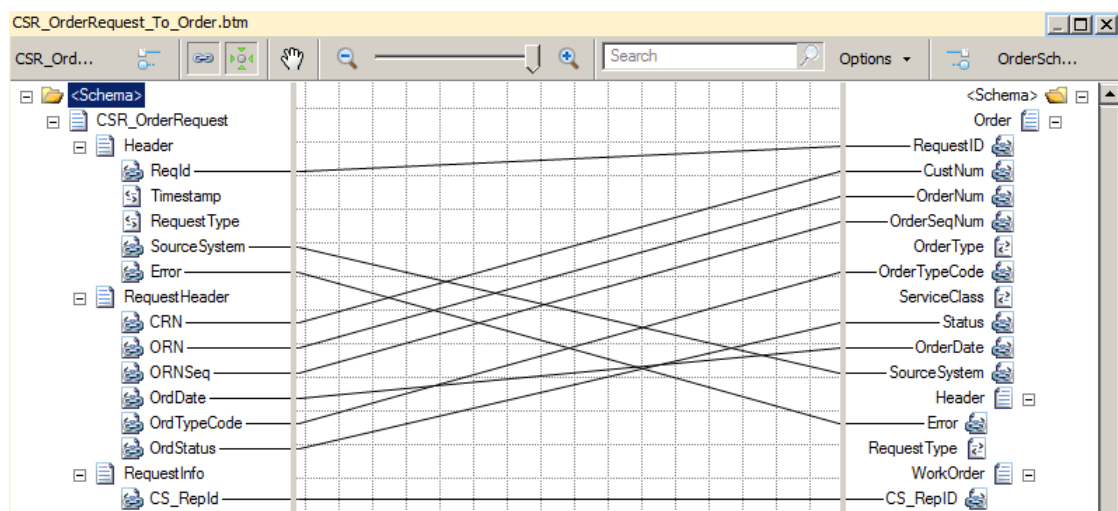 CSR_OrderRequest_To_Order.btm
CSR_Ord...
Search
Options
OrderSch...
<Schema>
CSR_OrderRequest
Header
ReqId
Timestamp
RequestType
SourceSystem
Error
RequestHeader
CRN
ORN
ORNSeq
OrdDate
OrdTypeCode
OrdStatus
RequestInfo
CS_RepId
<Schema>
Order
RequestID
CustNum
OrderNum
OrderSeqNum
OrderType
OrderTypeCode
ServiceClass
Status
OrderDate
SourceSystem
Header
Error
RequestType
WorkOrder
CS_RepID